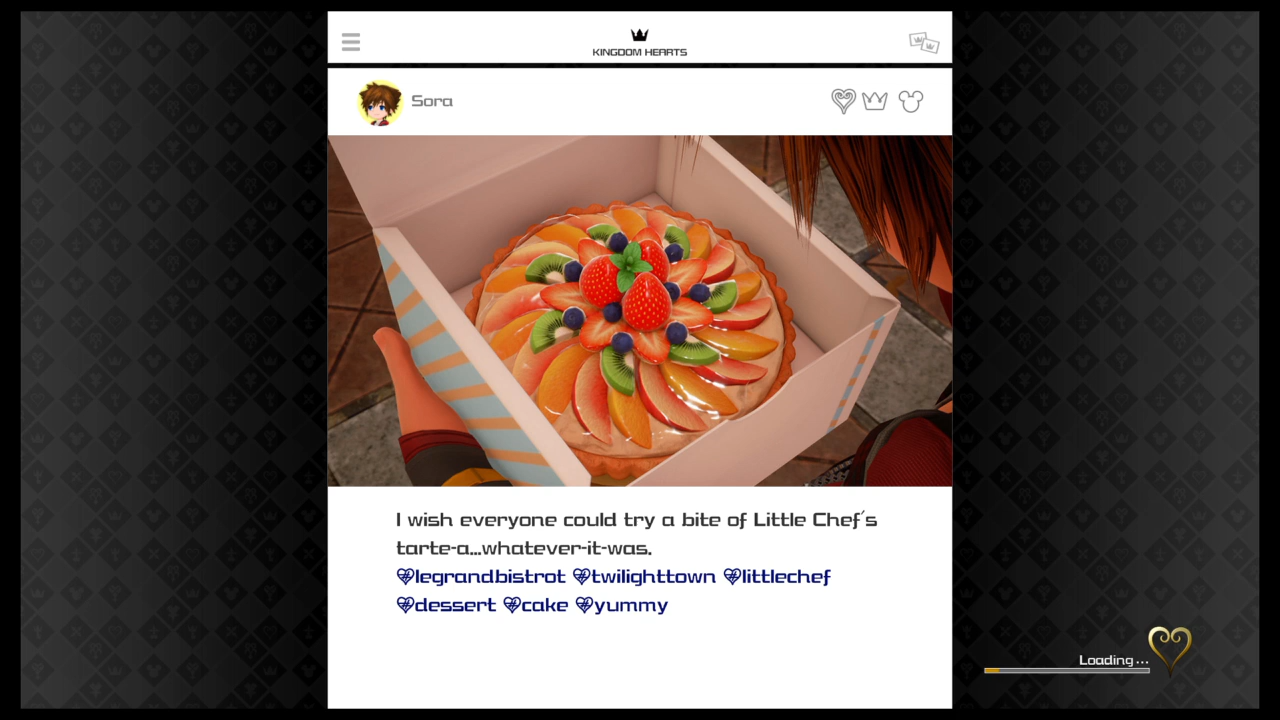 KINGDOM HEARTS
Sora
I wish everyone could try a bite of Little Chef's
tarte-a...whatever-it-was.
#legrandbistrot #twilighttown #littlechef
#dessert #cake #yummy
Loading...